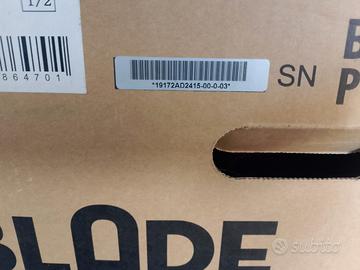 1/2
864701
*19172AD2415-00-0-03*
SN
B
P
BLADE
subito